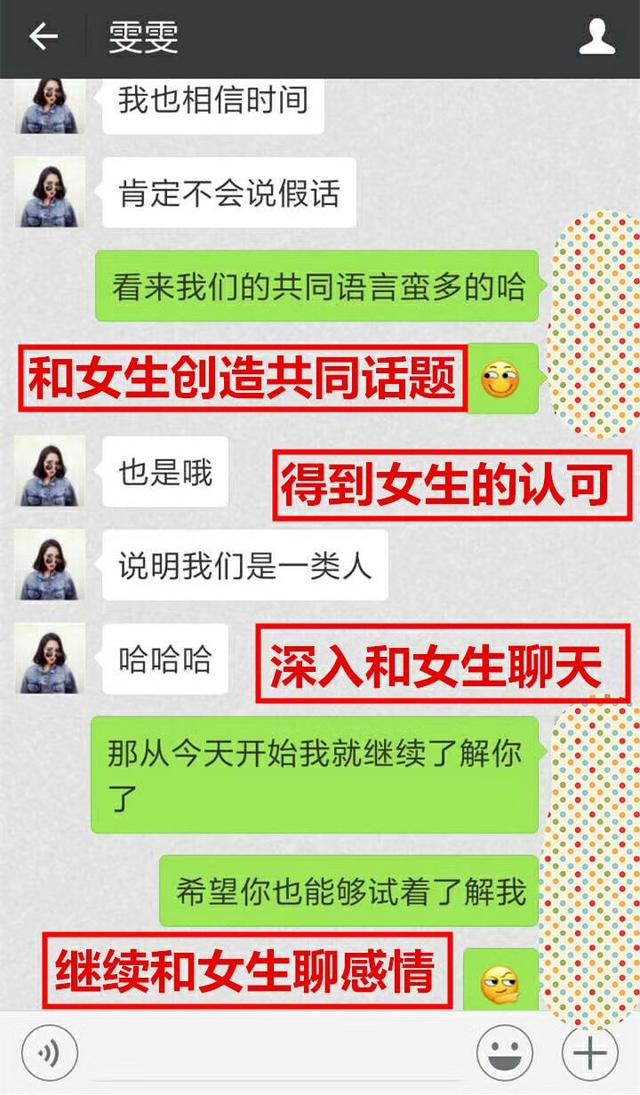 雯雯
我也相信时间
肯定不会说假话
看来我们的共同语言蛮多的哈
和女生创造共同话题
也是哦
得到女生的认可
说明我们是一类人
哈哈哈
深入和女生聊天
那从今天开始我就继续了解你
了
希望你也能够试着了解我
继续和女生聊感情